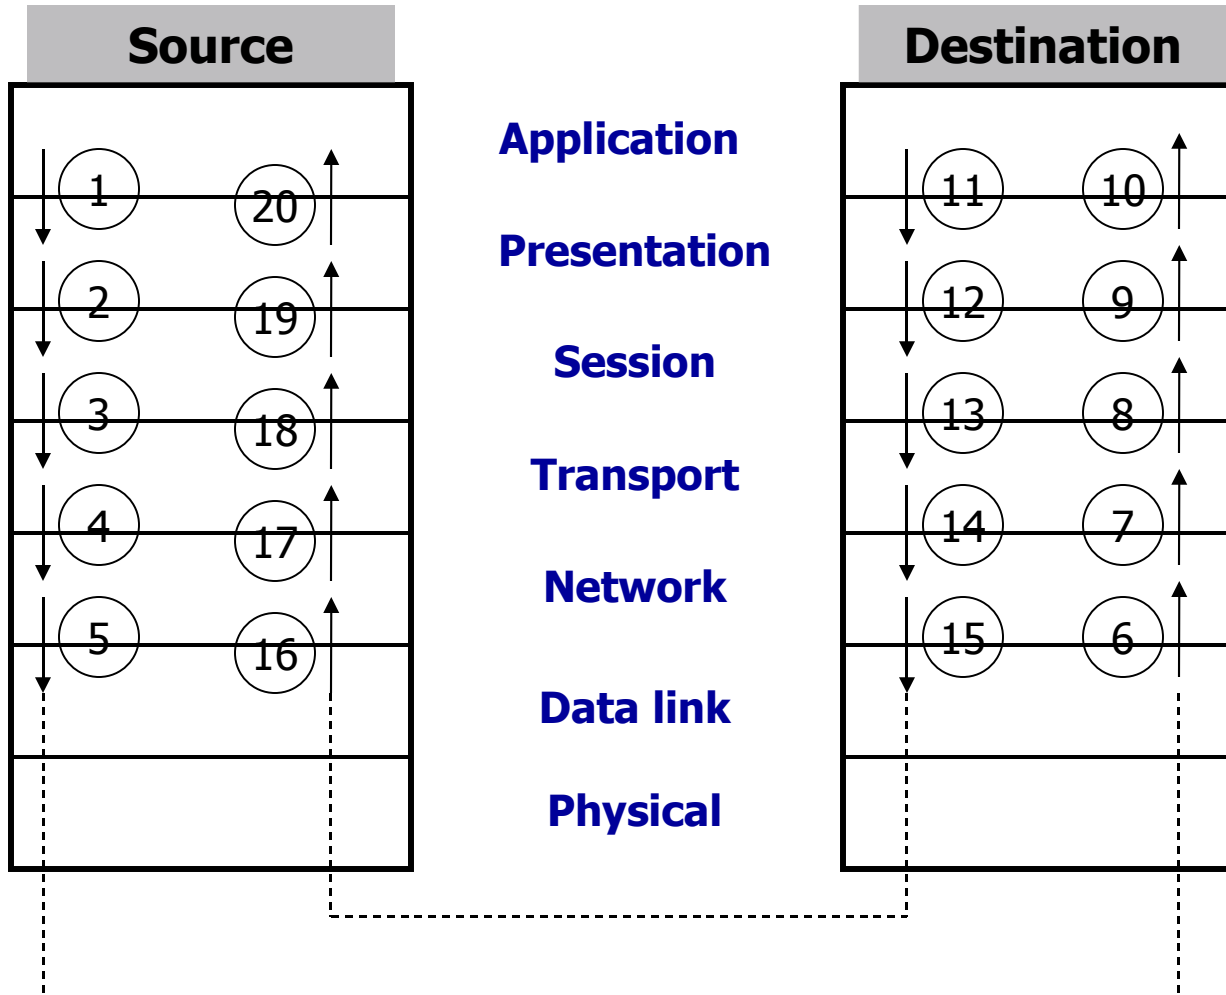 Source
Destination
Application
1
20
11
10
Presentation
2
19
12
9
Session
3
18
13
8
Transport
4
17
14
7
Network
5
16
15
6
Data link
Physical